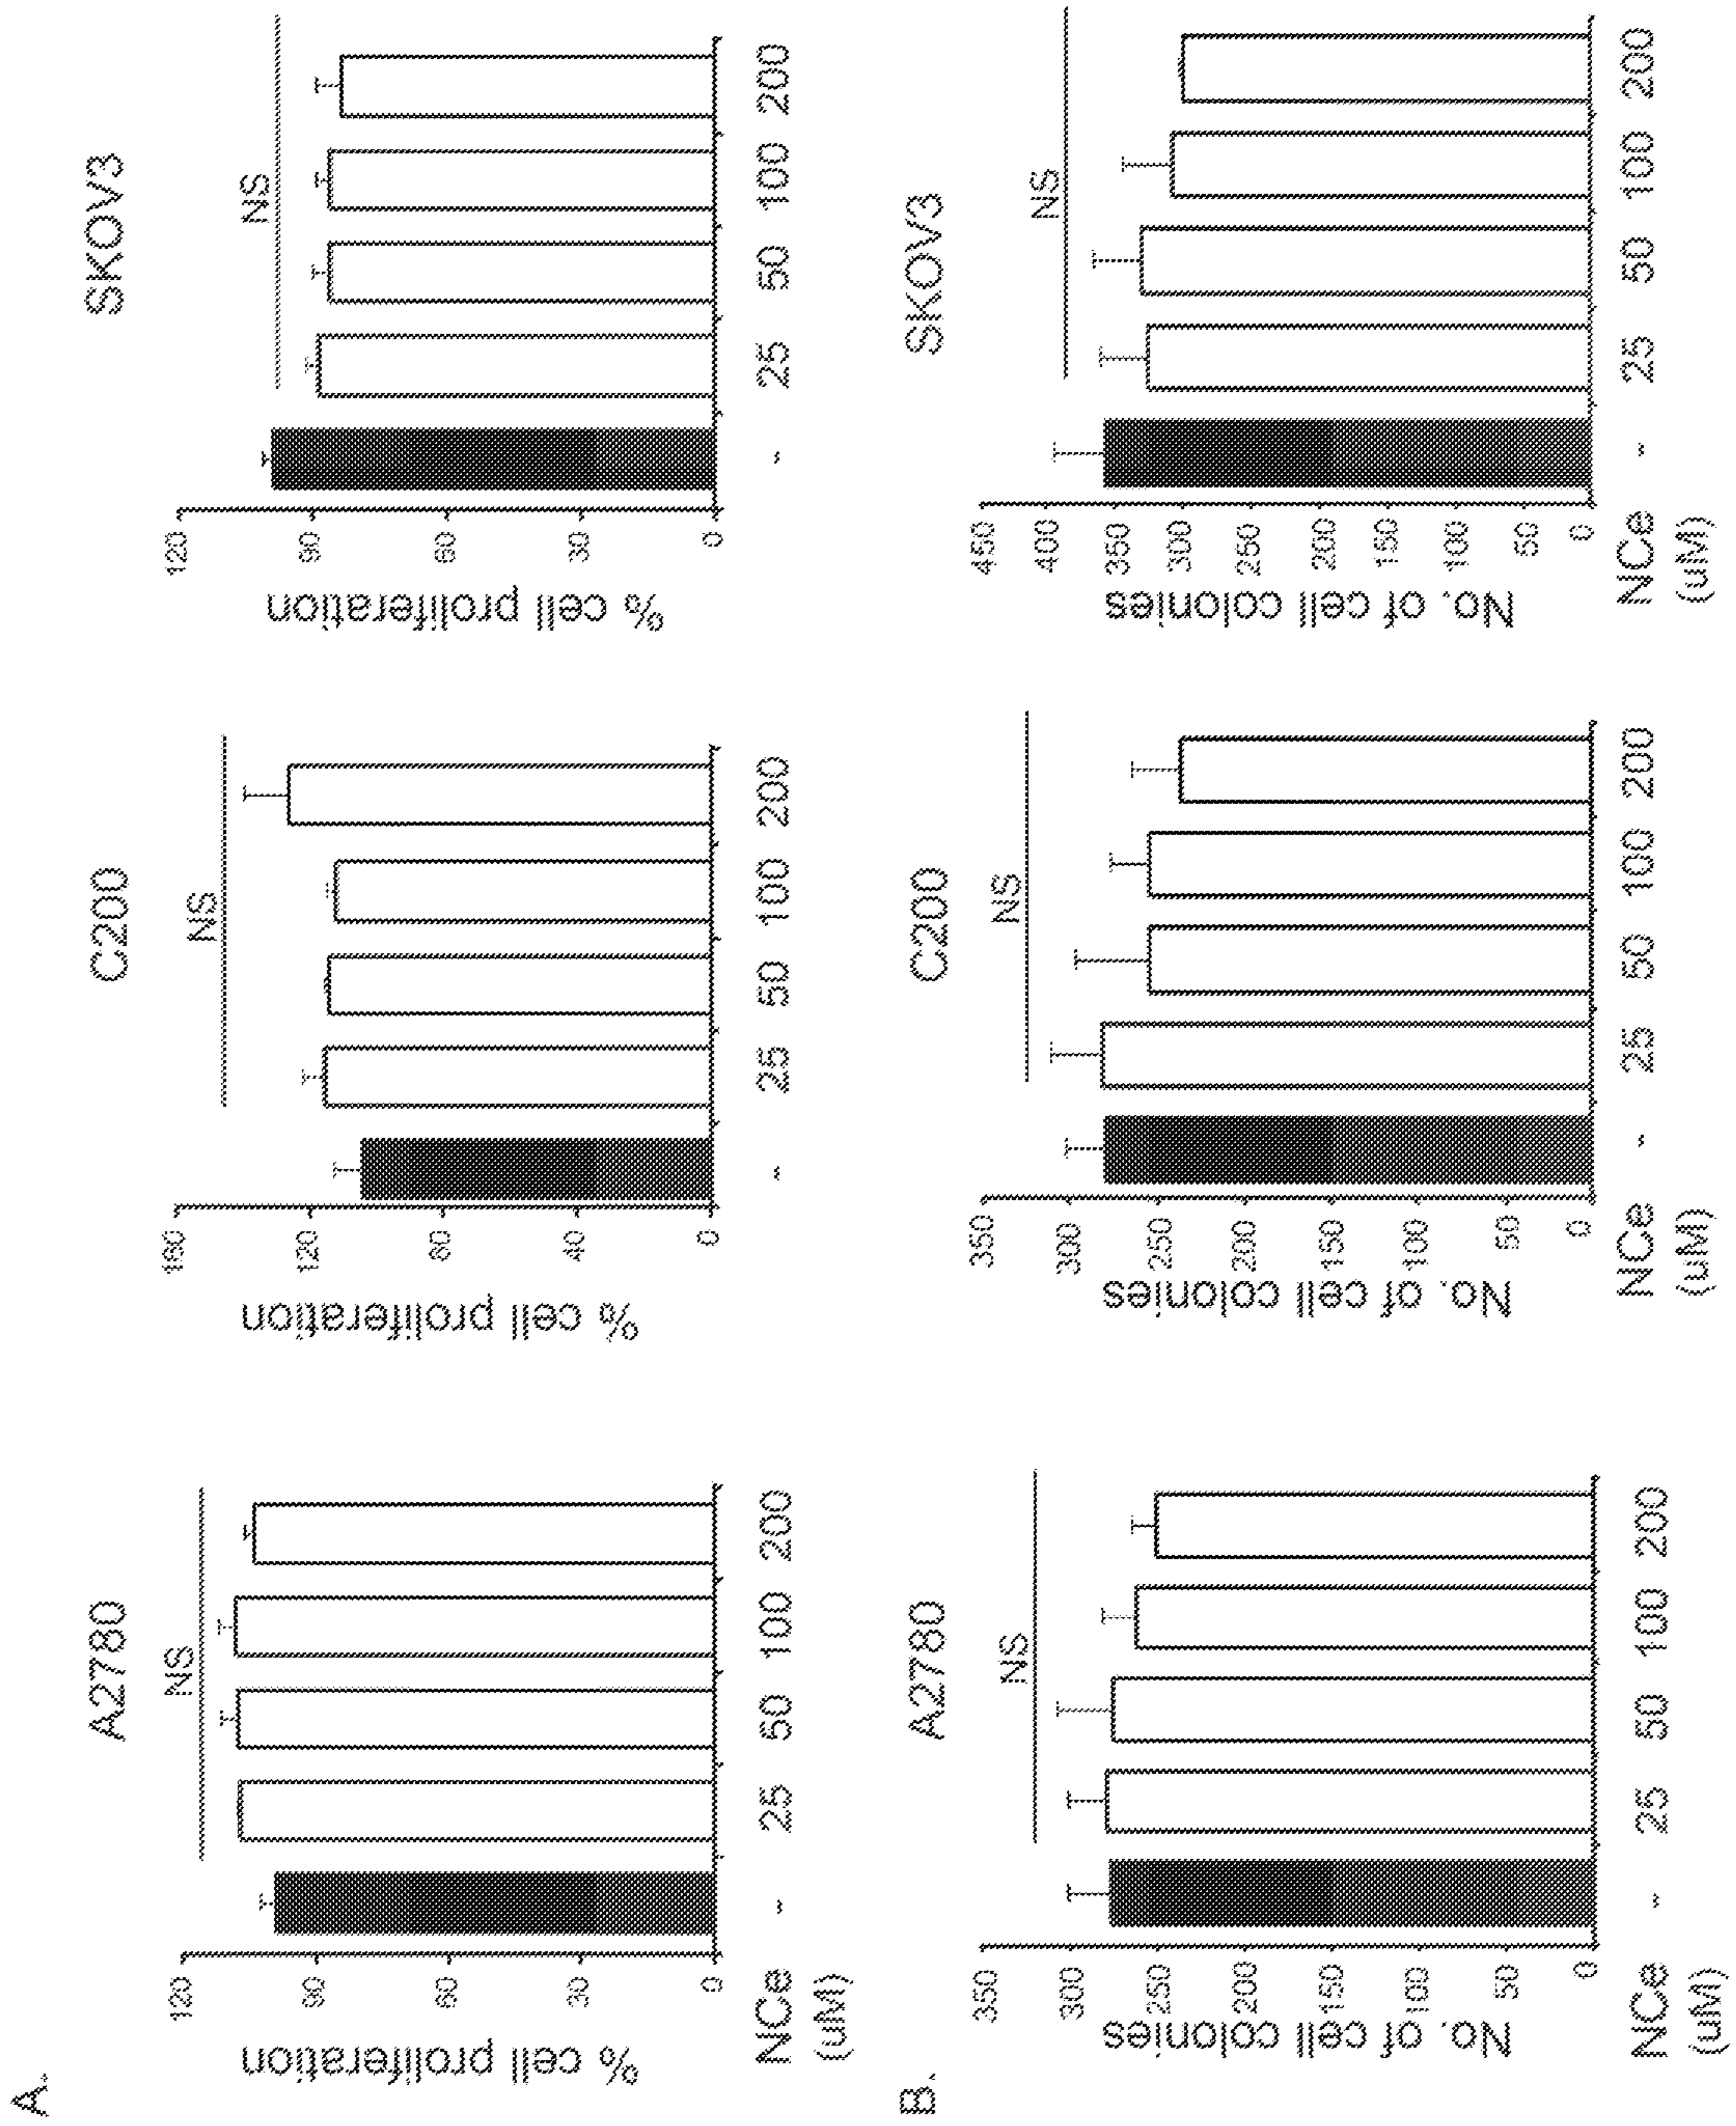 A.
A2780
NS
% cell proliferation
120
90
60
30
0
NCe
(uM)
- 25 50 100 200
C200
NS
% cell proliferation
160
120
80
40
0
- 25 50 100 200
SKOV3
NS
% cell proliferation
120
90
60
30
0
- 25 50 100 200
B.
A2780
NS
No. of cell colonies
350
300
250
200
150
100
50
0
NCe
(uM)
- 25 50 100 200
C200
NS
No. of cell colonies
350
300
250
200
150
100
50
0
NCe
(uM)
- 25 50 100 200
SKOV3
NS
No. of cell colonies
450
400
350
300
250
200
150
100
50
0
NCe
(uM)
- 25 50 100 200